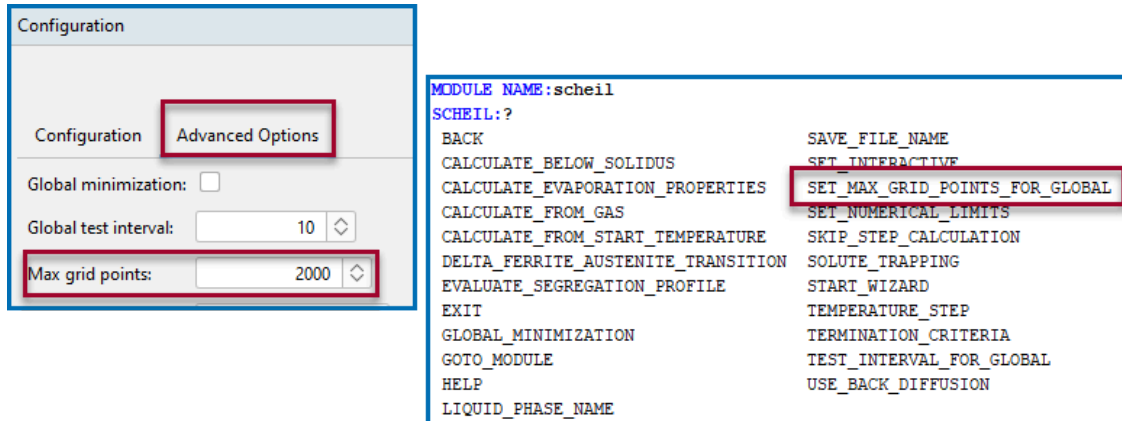 Configuration
Configuration Advanced Options
Global minimization:
Global test interval: 10
Max grid points: 2000
MODULE NAME:scheil
SCHEIL:?
BACK SAVE_FILE_NAME
CALCULATE_BELOW_SOLIDUS SET_INTERACTIVE
CALCULATE_EVAPORATION_PROPERTIES SET_MAX_GRID_POINTS_FOR_GLOBAL
CALCULATE_FROM_GAS SET_NUMERICAL_LIMITS
CALCULATE_FROM_START_TEMPERATURE SKIP_STEP_CALCULATION
DELTA_FERRITE_AUSTENITE_TRANSITION SOLUTE_TRAPPING
EVALUATE_SEGREGATION_PROFILE START_WIZARD
EXIT TEMPERATURE_STEP
GLOBAL_MINIMIZATION TERMINATION_CRITERIA
GOTO_MODULE TEST_INTERVAL_FOR_GLOBAL
HELP USE_BACK_DIFFUSION
LIQUID_PHASE_NAME